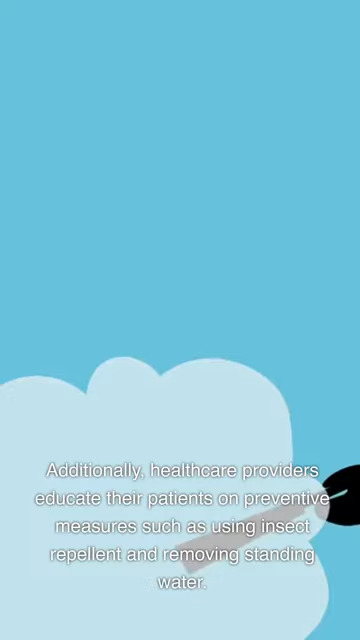 Additionally, healthcare providers
educate their patients on preventive
measures such as using insect
repellent and removing standing
water.